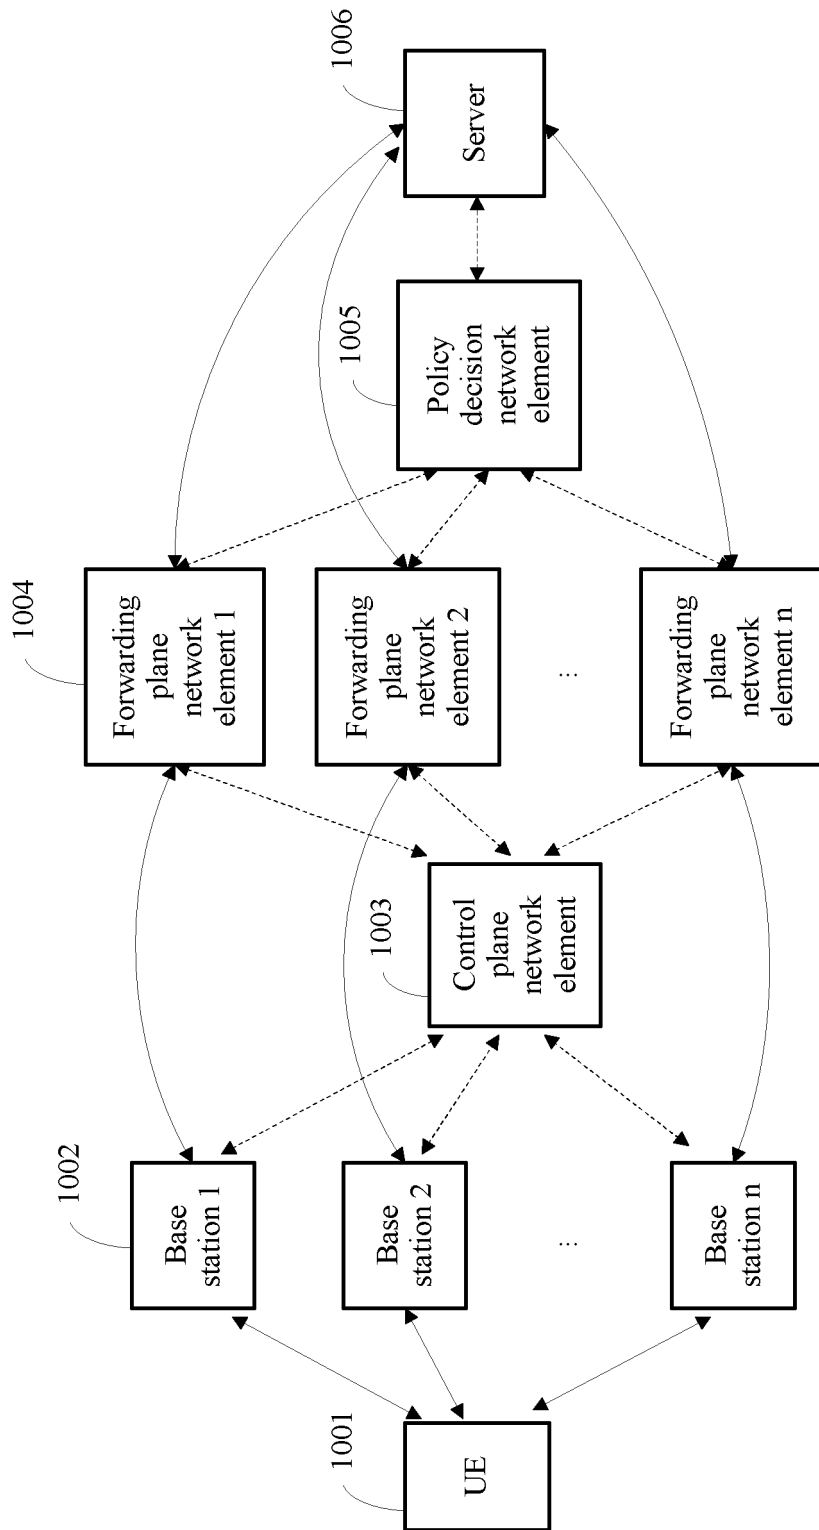 1001
UE
1002
Base
station 1
Base
station 2
...
Base
station n
1003
Control
plane
network
element
1004
Forwarding
plane
network
element 1
Forwarding
plane
network
element 2
...
Forwarding
plane
network
element n
1005
Policy
decision
network
element
1006
Server